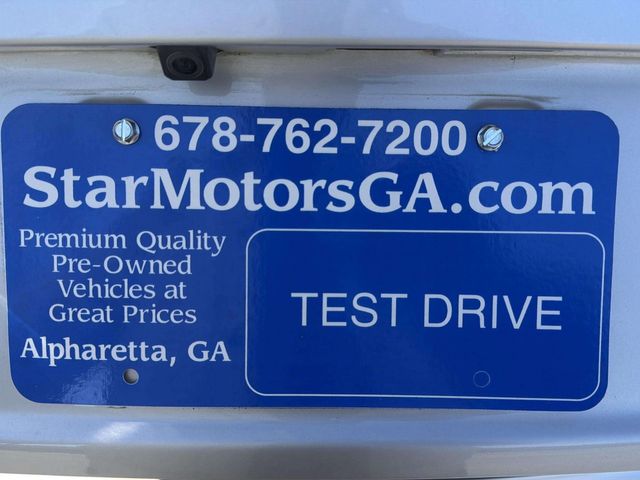 678-762-7200
StarMotorsGA.com
Premium Quality
Pre-Owned
Vehicles at
Great Prices
Alpharetta, GA
TEST DRIVE